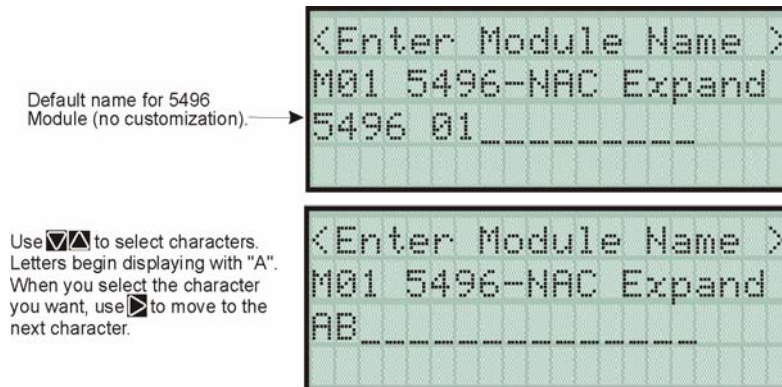 <Enter Module Name >
M01 5496-NAC Expand
Default name for 5496
Module (no customization).
5496 01_________
Use ▼▲ to select characters.
Letters begin displaying with "A".
When you select the character
you want, use ▶ to move to the
next character.
<Enter Module Name >
M01 5496-NAC Expand
AB______________